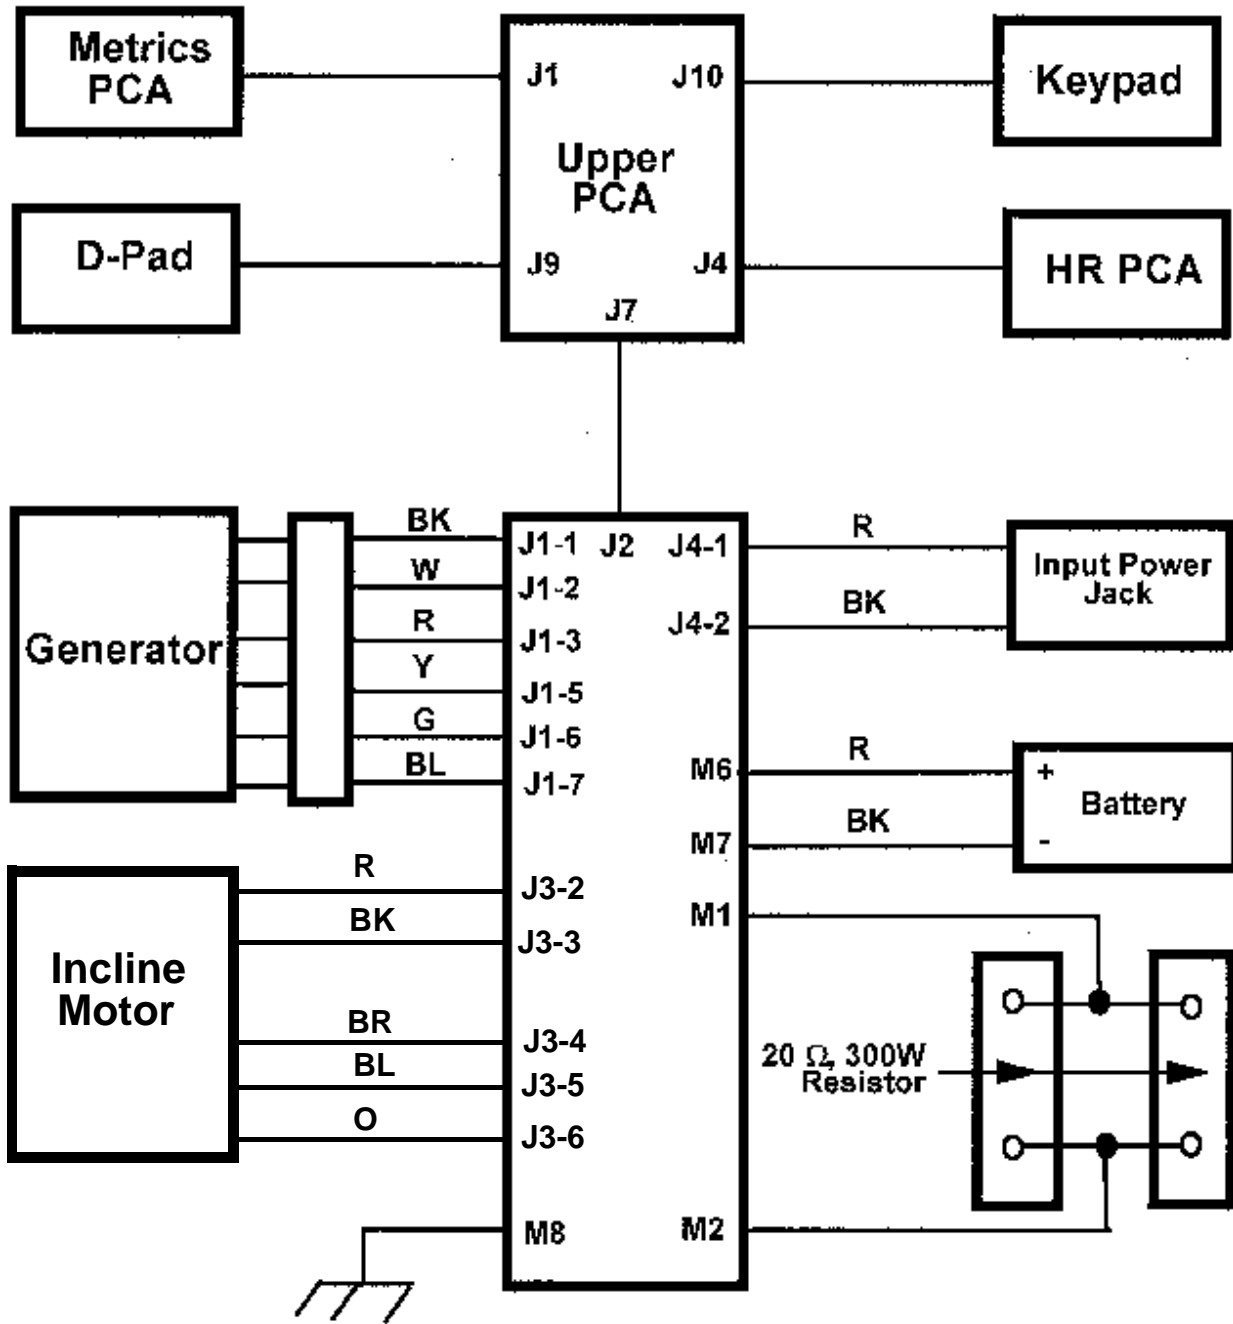 Metrics
PCA
J1
J10
Keypad
Upper
PCA
D-Pad
J9
J4
HR PCA
J7
Generator
BK
W
R
Y
G
BL
J1-1
J2
J4-1
J1-2
J1-3
J4-2
J1-5
J1-6
J1-7
R
BK
Input Power
Jack
M6
R
+
Battery
M7
BK
-
M1
Incline
Motor
R
BK
BR
BL
O
J3-2
J3-3
J3-4
J3-5
J3-6
20 Ω, 300W
Resistor
M8
M2